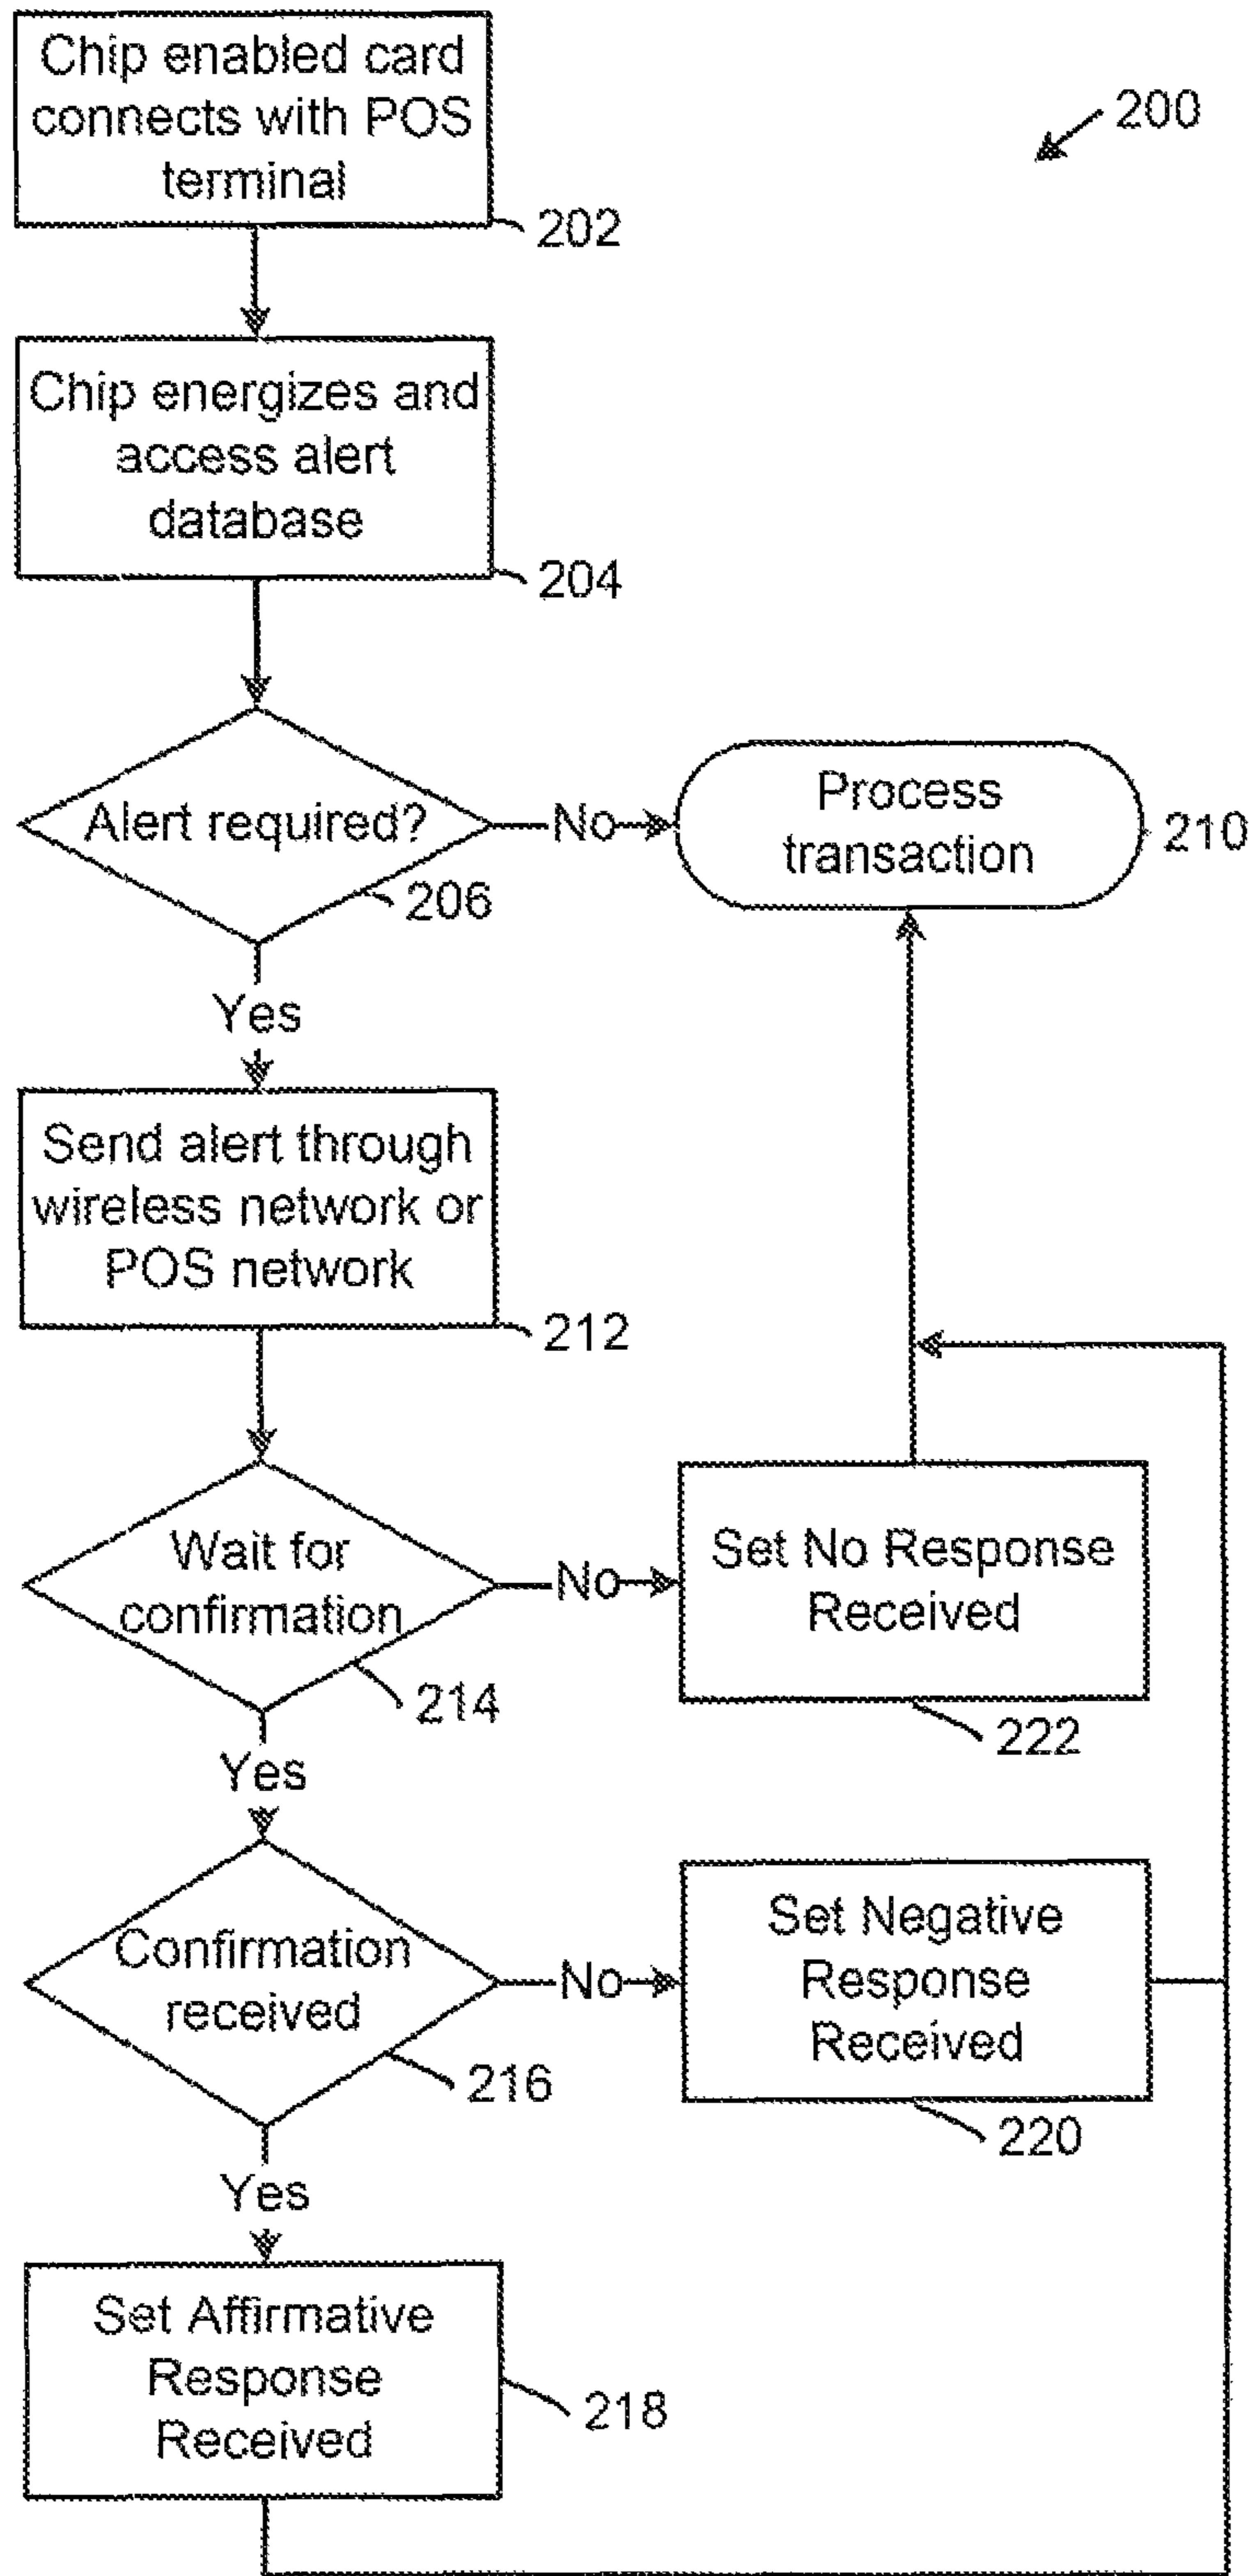 Chip enabled card
connects with POS
terminal
202
200
Chip energizes and
access alert
database
204
Alert required?
206
No
Process
transaction
210
Yes
Send alert through
wireless network or
POS network
212
Wait for
confirmation
214
No
Set No Response
Received
222
Yes
Confirmation
received
216
No
Set Negative
Response
Received
220
Yes
Set Affirmative
Response
Received
218